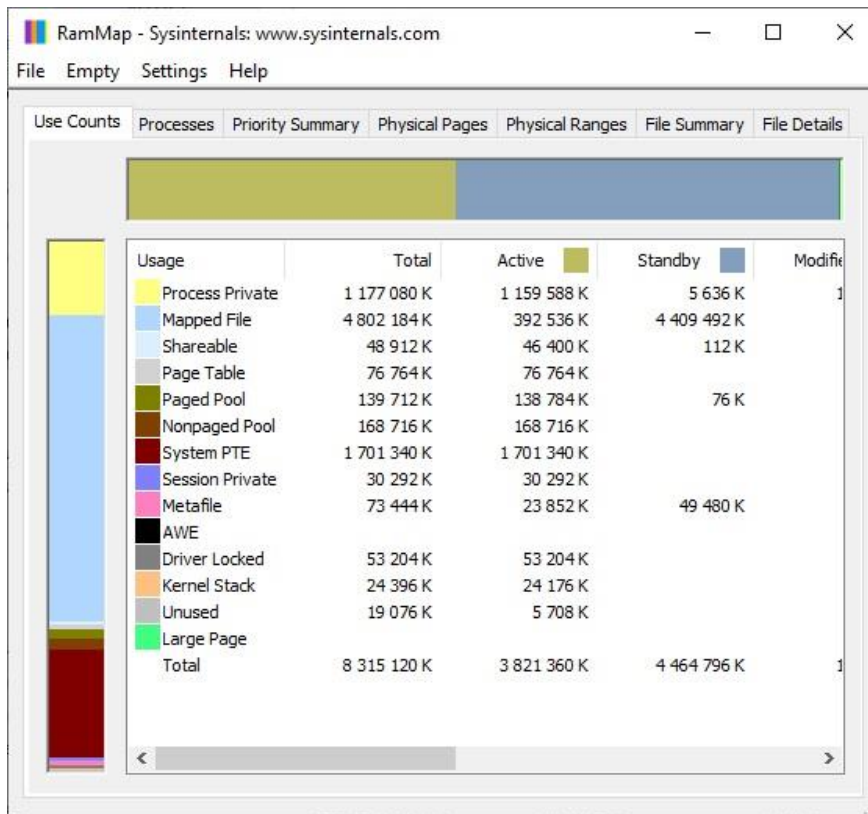 RamMap - Sysinternals: www.sysinternals.com
File Empty Settings Help
Use Counts Processes Priority Summary Physical Pages Physical Ranges File Summary File Details
Usage Total Active Standby Modifie
Process Private 1 177 080 K 1 159 588 K 5 636 K 1
Mapped File 4 802 184 K 392 536 K 4 409 492 K
Shareable 48 912 K 46 400 K 112 K
Page Table 76 764 K 76 764 K
Paged Pool 139 712 K 138 784 K 76 K
Nonpaged Pool 168 716 K 168 716 K
System PTE 1 701 340 K 1 701 340 K
Session Private 30 292 K 30 292 K
Metafile 73 444 K 23 852 K 49 480 K
AWE
Driver Locked 53 204 K 53 204 K
Kernel Stack 24 396 K 24 176 K
Unused 19 076 K 5 708 K
Large Page
Total 8 315 120 K 3 821 360 K 4 464 796 K 1